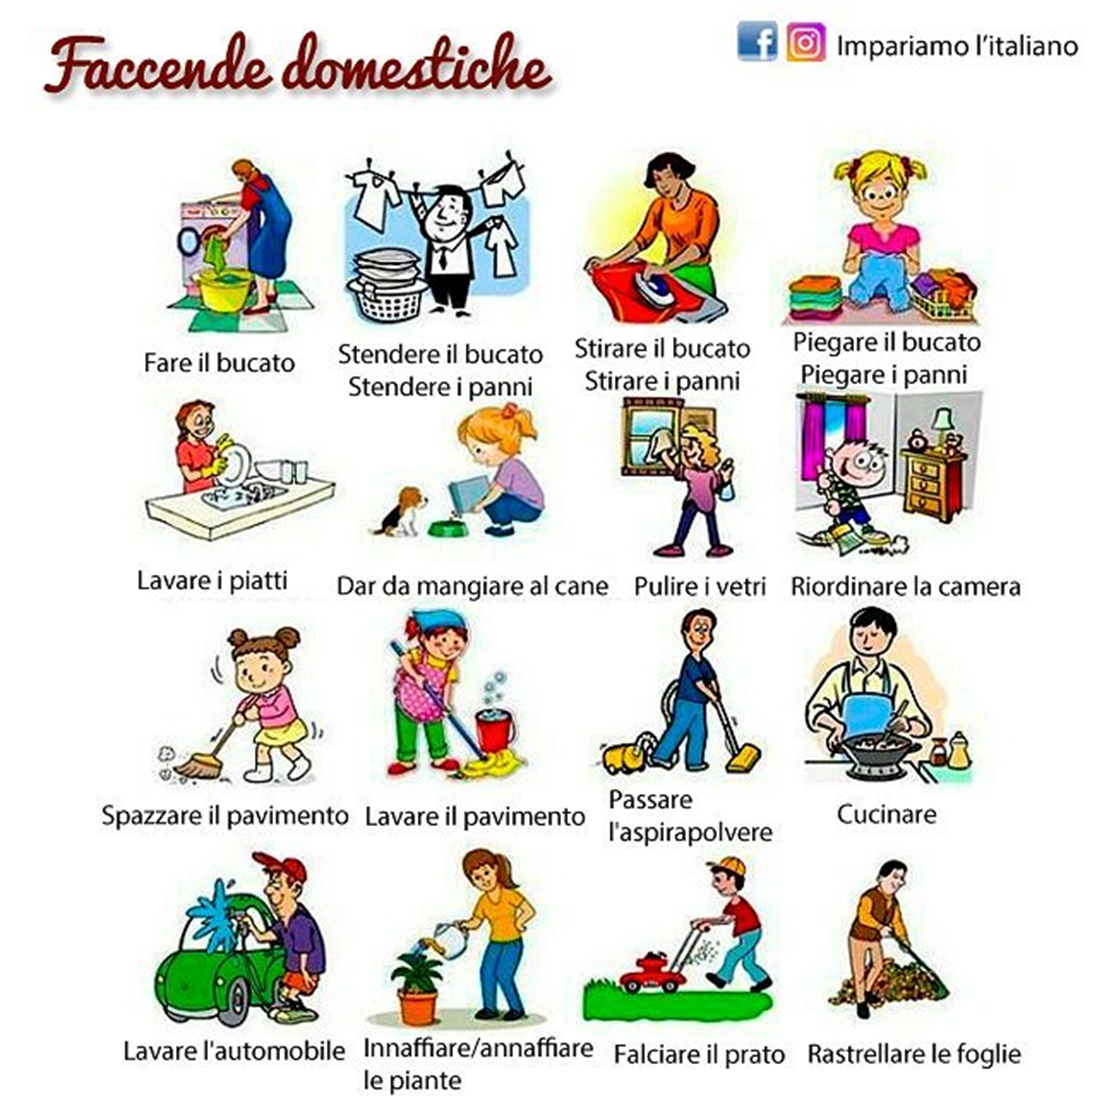 Faccende domestiche
Impariamo l'italiano
Fare il bucato
Stendere il bucato
Stendere i panni
Stirare il bucato
Stirare i panni
Piegare il bucato
Piegare i panni
Lavare i piatti
Dar da mangiare al cane
Pulire i vetri
Riordinare la camera
Spazzare il pavimento
Lavare il pavimento
Passare
l'aspirapolvere
Cucinare
Lavare l'automobile
Innaffiare/annaffiare
le piante
Falciare il prato
Rastrellare le foglie